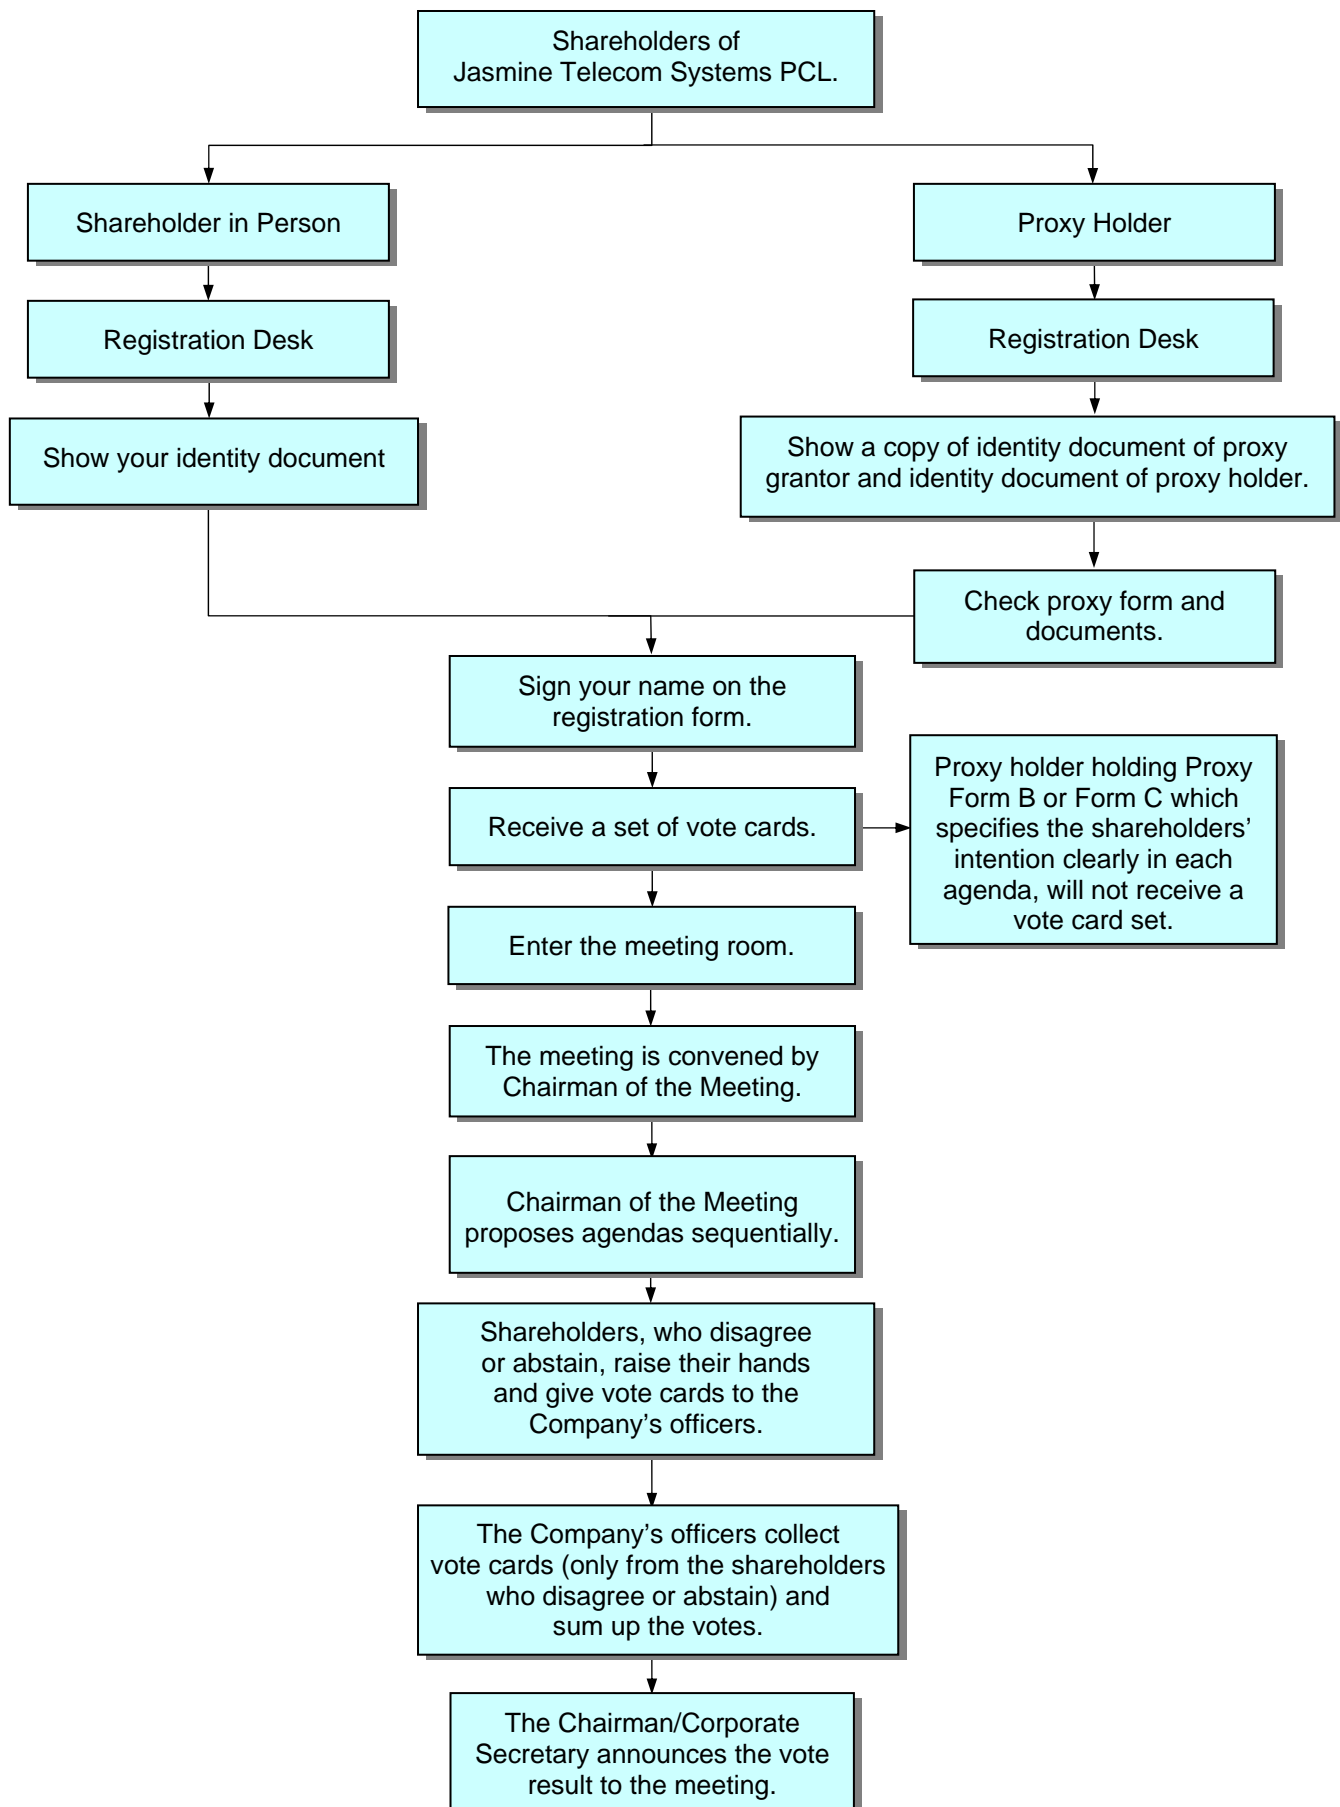 Shareholders of
Jasmine Telecom Systems PCL.
Shareholder in Person
Proxy Holder
Registration Desk
Registration Desk
Show your identity document
Show a copy of identity document of proxy
grantor and identity document of proxy holder.
Check proxy form and
documents.
Sign your name on the
registration form.
Receive a set of vote cards.
Proxy holder holding Proxy
Form B or Form C which
specifies the shareholders’
intention clearly in each
agenda, will not receive a
vote card set.
Enter the meeting room.
The meeting is convened by
Chairman of the Meeting.
Chairman of the Meeting
proposes agendas sequentially.
Shareholders, who disagree
or abstain, raise their hands
and give vote cards to the
Company’s officers.
The Company’s officers collect
vote cards (only from the shareholders
who disagree or abstain) and
sum up the votes.
The Chairman/Corporate
Secretary announces the vote
result to the meeting.